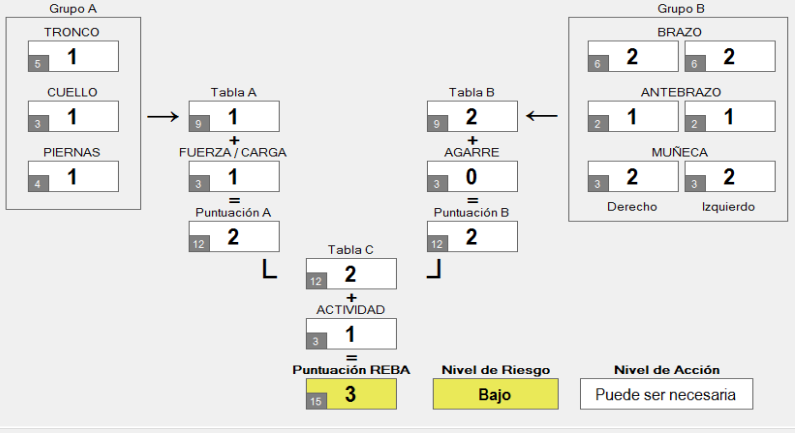 Grupo A
TRONCO
5 1
CUELLO
3 1
PIERNAS
4 1
Tabla A
9 1
+
FUERZA / CARGA
3 1
=
Puntuación A
12 2
Grupo B
BRAZO
6 2 6 2
ANTEBRAZO
2 1 2 1
MUÑECA
3 2 3 2
Derecho Izquierdo
Tabla B
9 2
+
AGARRE
3 0
=
Puntuación B
12 2
Tabla C
12 2
+
ACTIVIDAD
3 1
=
Puntuación REBA
15 3
Nivel de Riesgo
Bajo
Nivel de Acción
Puede ser necesaria